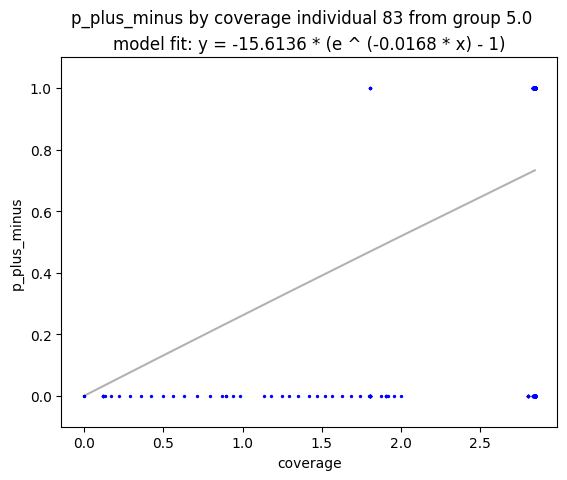 p_plus_minus by coverage individual 83 from group 5.0
model fit: y = -15.6136 * (e ^ (-0.0168 * x) - 1)
p_plus_minus
1.0
0.8
0.6
0.4
0.2
0.0
0.0 0.5 1.0 1.5 2.0 2.5
coverage